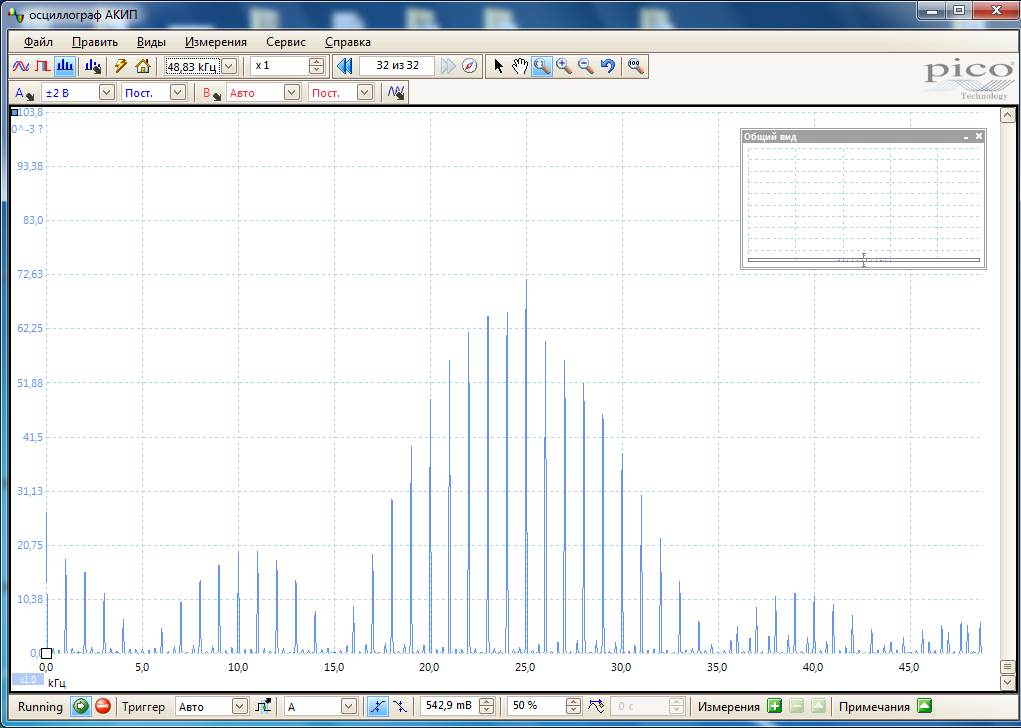 осциллограф АКИП
Файл Править Виды Измерения Сервис Справка
48,83 кГц x 1 32 из 32
pico
Technology
A ±2 В Пост. B Авто Пост.
103,8
0^-3 ?
93,38
83,0
72,63
62,25
51,88
41,5
31,13
20,75
10,38
0,0
Общий вид
0,0 5,0 10,0 15,0 20,0 25,0 30,0 35,0 40,0 45,0
x1,0 кГц
Running Триггер Авто A 542,9 mВ 50 % 0 с Измерения Примечания